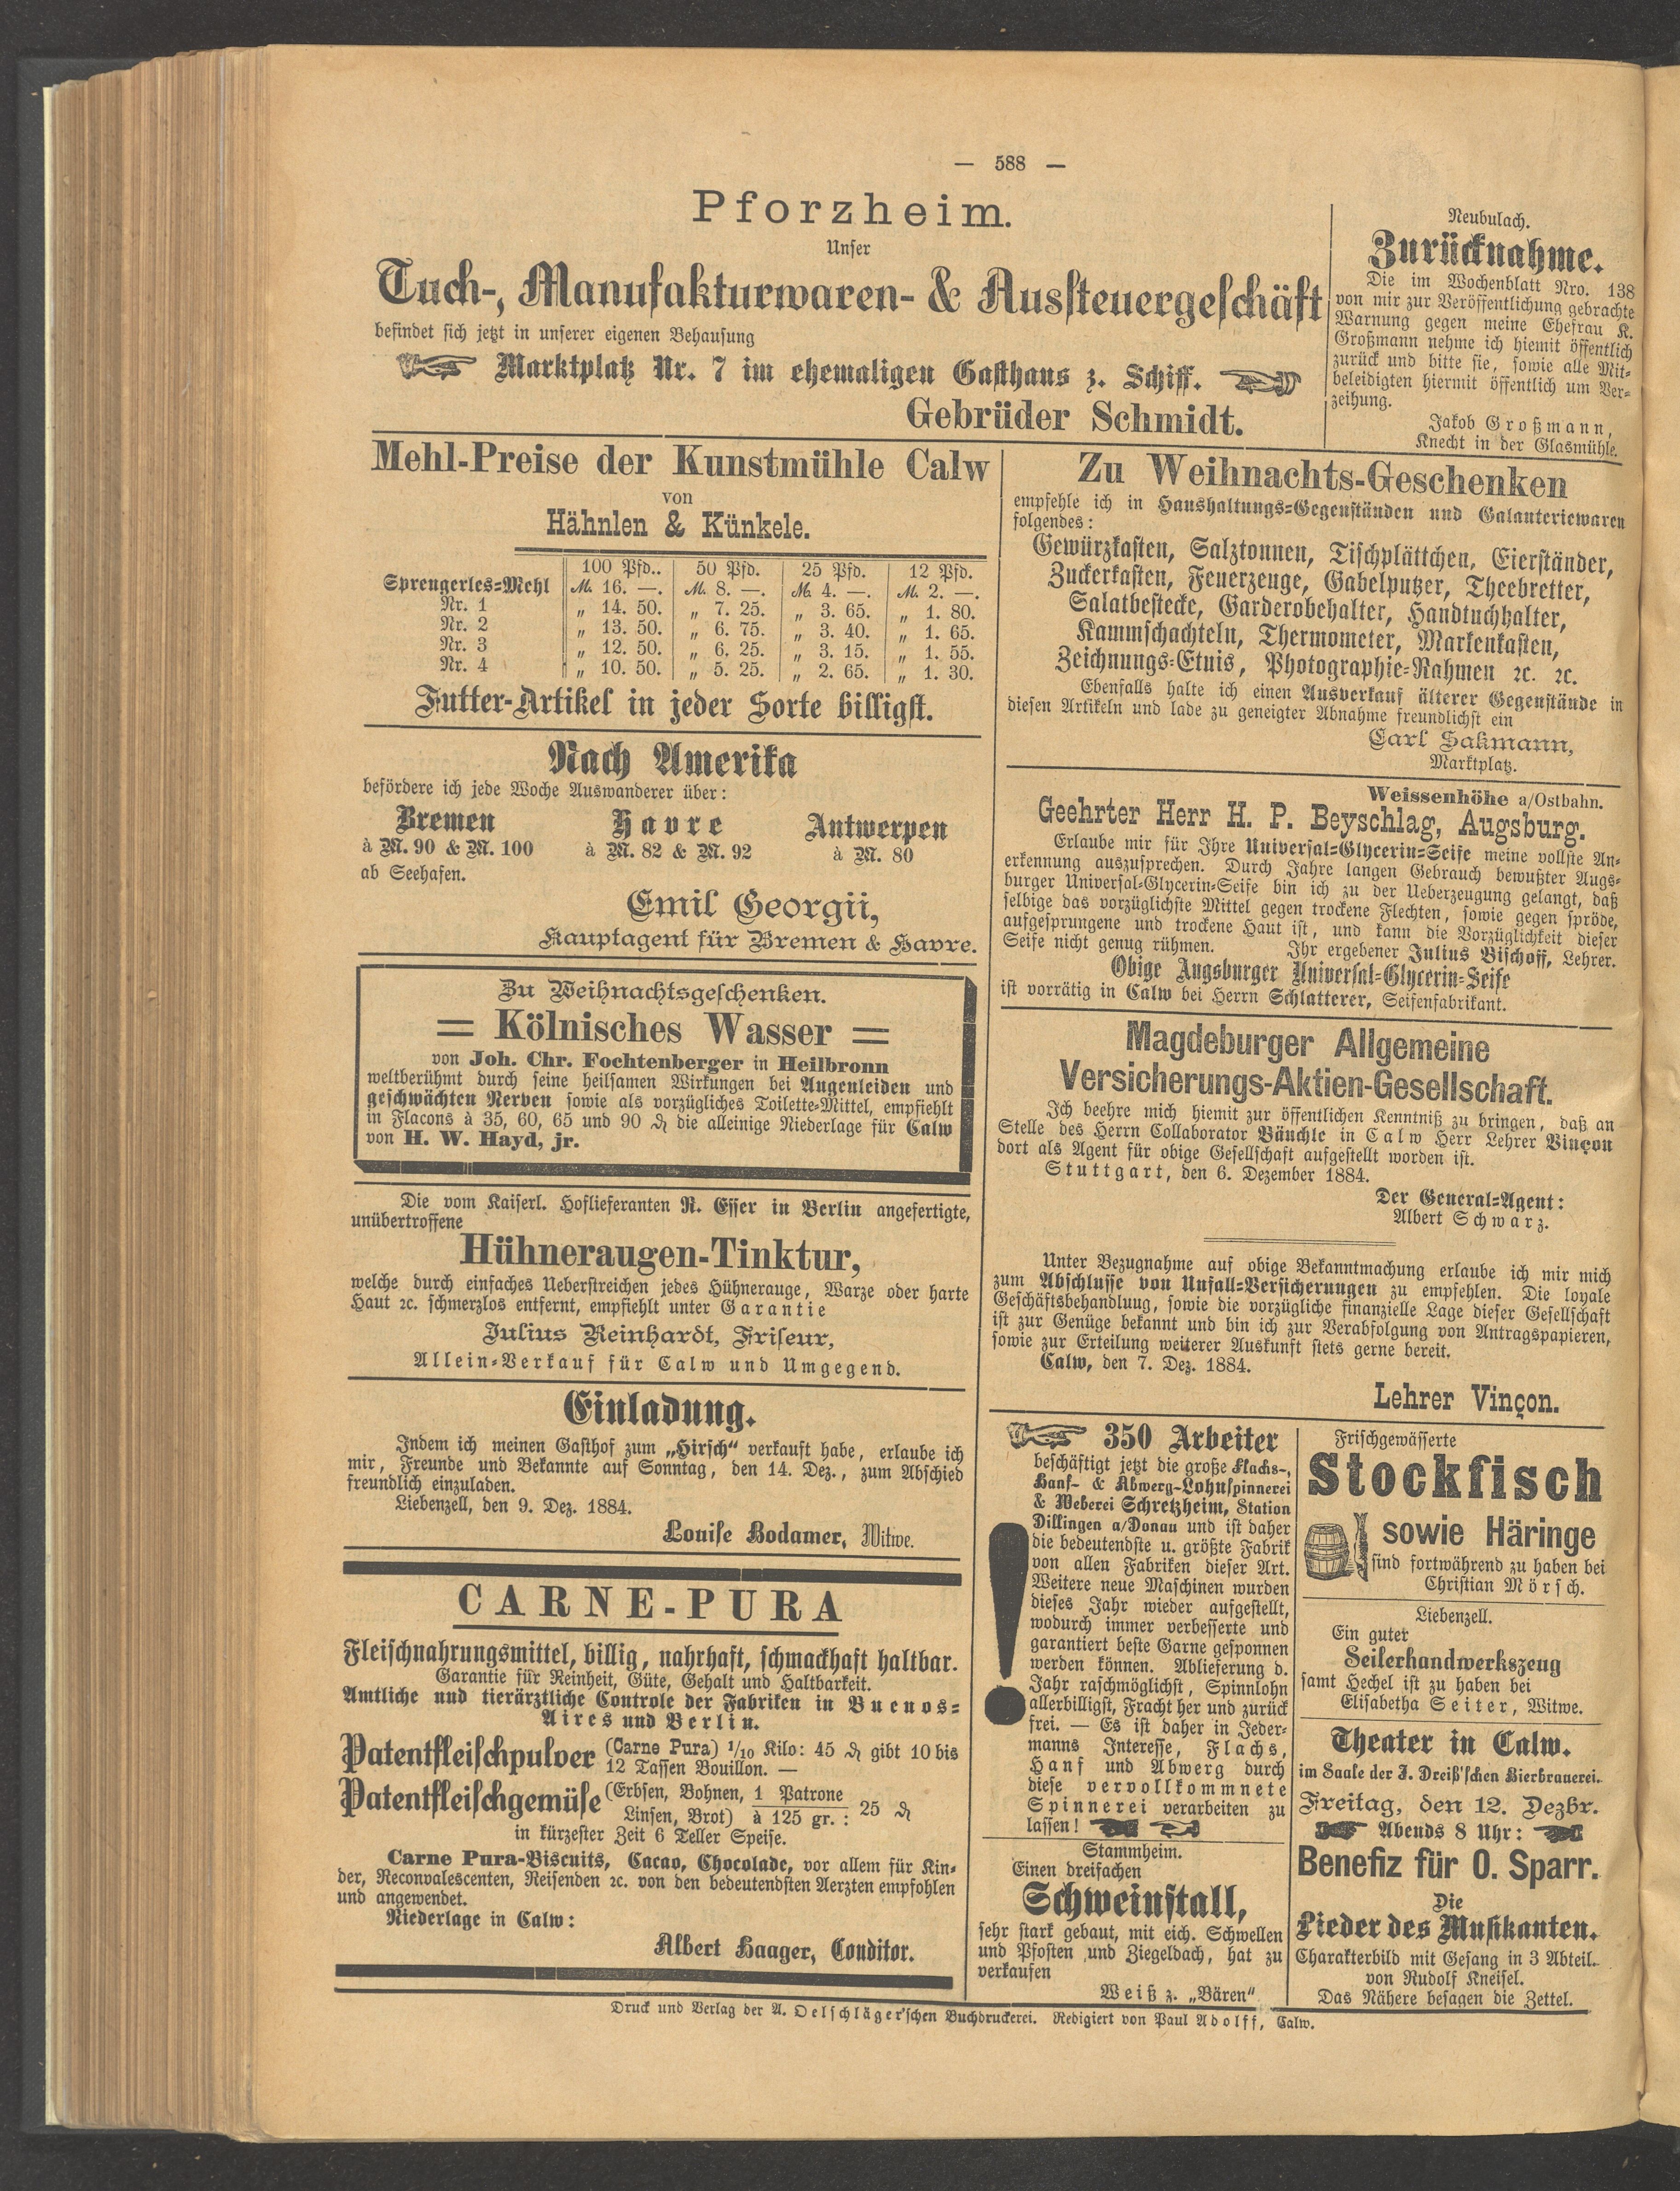 — 588 —
Pforzheim.
Unser
Tuch-, Manufakturwaren- & Aussteuergeschäft
befindet sich jetzt in unserer eigenen Behausung
Marktplatz Nr. 7 im ehemaligen Gasthaus z. Schiff.
Gebrüder Schmidt.
Neubulach.
Zurücknahme.
Die im Wochenblatt Nro. 138
von mir zur Veröffentlichung gebrachte
Warnung gegen meine Ehefrau K.
Großmann nehme ich hiemit öffentlich
zurück und bitte sie, sowie alle Mit-
beleidigten hiermit öffentlich um Ver-
zeihung.
Jakob Großmann,
Knecht in der Glasmühle.
Mehl-Preise der Kunstmühle Calw
von
Hähnlen & Künkele.
100 Pfd.. 50 Pfd. 25 Pfd. 12 Pfd.
Sprengerles-Mehl M. 16. —. M. 8. —. M. 4. —. M. 2. —.
Nr. 1 „ 14. 50. „ 7. 25. „ 3. 65. „ 1. 80.
Nr. 2 „ 13. 50. „ 6. 75. „ 3. 40. „ 1. 65.
Nr. 3 „ 12. 50. „ 6. 25. „ 3. 15. „ 1. 55.
Nr. 4 „ 10. 50. „ 5. 25. „ 2. 65. „ 1. 30.
Futter-Artikel in jeder Sorte billigst.
Nach Amerika
befördere ich jede Woche Auswanderer über:
Bremen Havre Antwerpen
à M. 90 & M. 100 à M. 82 & M. 92 à M. 80
ab Seehafen.
Emil Georgii,
Hauptagent für Bremen & Havre.
Zu Weihnachtsgeschenken.
= Kölnisches Wasser =
von Joh. Chr. Fochtenberger in Heilbronn
weltberühmt durch seine heilsamen Wirkungen bei Augenleiden und
geschwächten Nerven sowie als vorzügliches Toilette-Mittel, empfiehlt
in Flacons à 35, 60, 65 und 90 ₰ die alleinige Niederlage für Calw
von H. W. Hayd, jr.
Die vom Kaiserl. Hoflieferanten R. Esser in Berlin angefertigte,
unübertroffene
Hühneraugen-Tinktur,
welche durch einfaches Ueberstreichen jedes Hühnerauge, Warze oder harte
Haut ꝛc. schmerzlos entfernt, empfiehlt unter Garantie
Julius Reinhardt, Friseur,
Allein-Verkauf für Calw und Umgegend.
Einladung.
Indem ich meinen Gasthof zum „Hirsch“ verkauft habe, erlaube ich
mir, Freunde und Bekannte auf Sonntag, den 14. Dez., zum Abschied
freundlich einzuladen.
Liebenzell, den 9. Dez. 1884.
Louise Bodamer, Witwe.
CARNE-PURA
Fleischnahrungsmittel, billig, nahrhaft, schmackhaft haltbar.
Garantie für Reinheit, Güte, Gehalt und Haltbarkeit.
Amtliche und tierärztliche Controle der Fabriken in Buenos-
Aires und Berlin.
Patentfleischpulver (Carne Pura) 1/10 Kilo: 45 ₰ gibt 10 bis
12 Tassen Bouillon. —
Patentfleischgemüse (Erbsen, Bohnen, 1 Patrone
Linsen, Brot) à 125 gr.: 25 ₰
in kürzester Zeit 6 Teller Speise.
Carne Pura-Biscuits, Cacao, Chocolade, vor allem für Kin-
der, Reconvalescenten, Reisenden ꝛc. von den bedeutendsten Aerzten empfohlen
und angewendet.
Niederlage in Calw:
Albert Haager, Conditor.
Zu Weihnachts-Geschenken
empfehle ich in Haushaltungs-Gegenständen und Galanteriewaren
folgendes:
Gewürzkasten, Salztonnen, Tischplättchen, Eierständer,
Zuckerkasten, Feuerzeuge, Gabelputzer, Theebretter,
Salatbestecke, Garderobehalter, Handtuchhalter,
Kammschachteln, Thermometer, Markenkasten,
Zeichnungs-Etuis, Photographie-Rahmen ꝛc. ꝛc.
Ebenfalls halte ich einen Ausverkauf älterer Gegenstände in
diesen Artikeln und lade zu geneigter Abnahme freundlichst ein
Carl Sakmann,
Marktplatz.
Weissenhöhe a/Ostbahn.
Geehrter Herr H. P. Beyschlag, Augsburg.
Erlaube mir für Ihre Universal-Glycerin-Seife meine vollste An-
erkennung auszusprechen. Durch Jahre langen Gebrauch bewußter Augs-
burger Universal-Glycerin-Seife bin ich zu der Ueberzeugung gelangt, daß
selbige das vorzüglichste Mittel gegen trockene Flechten, sowie gegen spröde,
aufgesprungene und trockene Haut ist, und kann die Vorzüglichkeit dieser
Seife nicht genug rühmen. Ihr ergebener Julius Bischoff, Lehrer.
Obige Augsburger Universal-Glycerin-Seife
ist vorrätig in Calw bei Herrn Schlatterer, Seifenfabrikant.
Magdeburger Allgemeine
Versicherungs-Aktien-Gesellschaft.
Ich beehre mich hiemit zur öffentlichen Kenntniß zu bringen, daß an
Stelle des Herrn Collaborator Bäuchle in Calw Herr Lehrer Vinçon
dort als Agent für obige Gesellschaft aufgestellt worden ist.
Stuttgart, den 6. Dezember 1884.
Der General-Agent:
Albert Schwarz.
Unter Bezugnahme auf obige Bekanntmachung erlaube ich mir mich
zum Abschlusse von Unfall-Versicherungen zu empfehlen. Die loyale
Geschäftsbehandlung, sowie die vorzügliche finanzielle Lage dieser Gesellschaft
ist zur Genüge bekannt und bin ich zur Verabfolgung von Antragspapieren,
sowie zur Erteilung weiterer Auskunft stets gerne bereit.
Calw, den 7. Dez. 1884.
Lehrer Vinçon.
350 Arbeiter
beschäftigt jetzt die große Flachs-,
Hanf- & Abwerg-Lohnspinnerei
& Weberei Schretzheim, Station
Dillingen a/Donau und ist daher
die bedeutendste u. größte Fabrik
von allen Fabriken dieser Art.
Weitere neue Maschinen wurden
dieses Jahr wieder aufgestellt,
wodurch immer verbesserte und
garantiert beste Garne gesponnen
werden können. Ablieferung d.
Jahr raschmöglichst, Spinnlohn
allerbilligst, Fracht her und zurück
frei. — Es ist daher in Jeder-
manns Interesse, Flachs,
Hanf und Abwerg durch
diese vervollkommnete
Spinnerei verarbeiten zu
lassen!
!
Stammheim.
Einen dreifachen
Schweinstall,
sehr stark gebaut, mit eich. Schwellen
und Pfosten und Ziegeldach, hat zu
verkaufen
Weiß z. „Bären“
Frischgewässerte
Stockfisch
sowie Häringe
sind fortwährend zu haben bei
Christian Mörsch.
Liebenzell.
Ein guter
Seilerhandwerkszeug
samt Hechel ist zu haben bei
Elisabetha Seiter, Witwe.
Theater in Calw.
im Saale der J. Dreiß'schen Bierbrauerei.
Freitag, den 12. Dezbr.
Abends 8 Uhr:
Benefiz für O. Sparr.
Die
Lieder des Musikanten.
Charakterbild mit Gesang in 3 Abteil.
von Rudolf Kneisel.
Das Nähere besagen die Zettel.
Druck und Verlag der A. Oelschläger'schen Buchdruckerei. Redigiert von Paul Adolff, Calw.